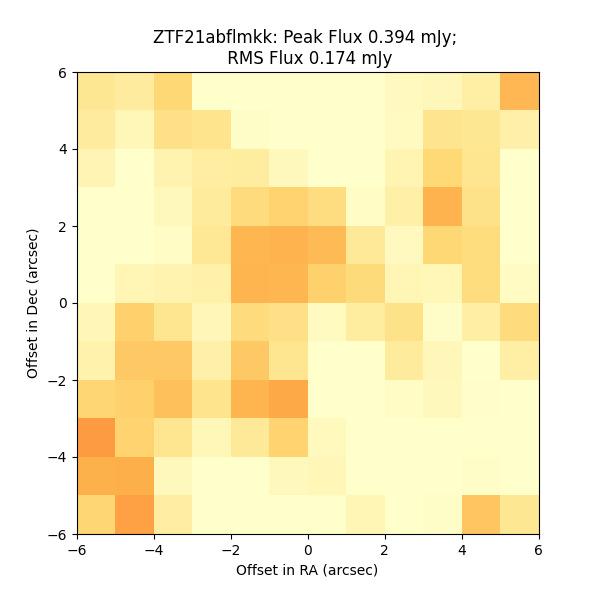 ZTF21abflmkk: Peak Flux 0.394 mJy;
RMS Flux 0.174 mJy
6
4
2
0
−2
−4
−6
Offset in Dec (arcsec)
−6 −4 −2 0 2 4 6
Offset in RA (arcsec)